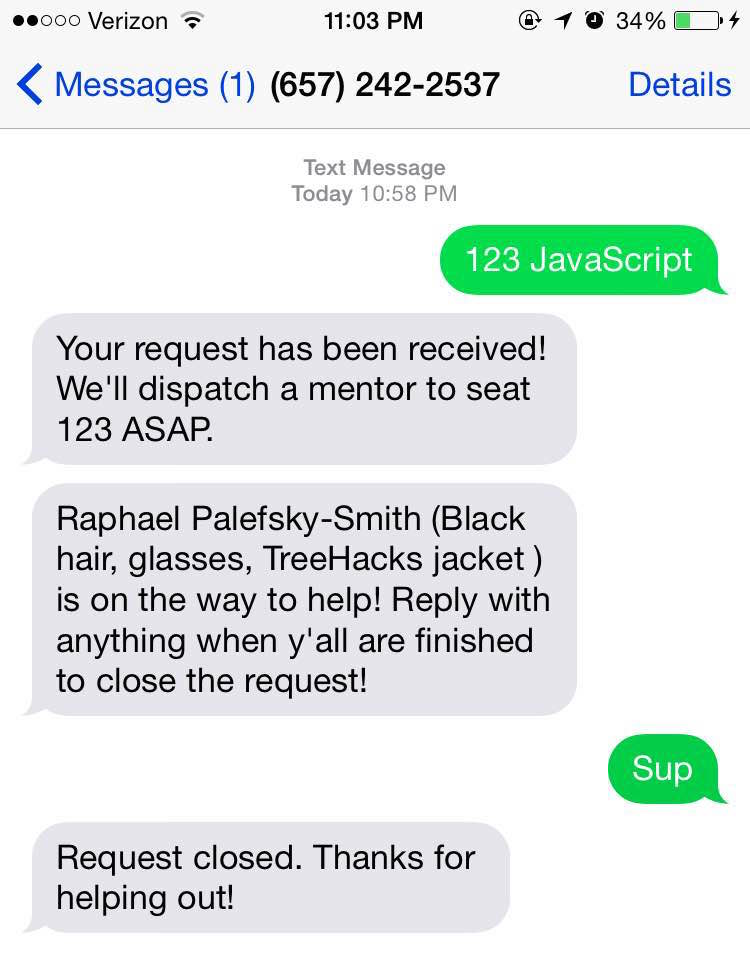 Verizon 11:03 PM 34%
Messages (1) (657) 242-2537 Details
Text Message
Today 10:58 PM
123 JavaScript
Your request has been received!
We'll dispatch a mentor to seat
123 ASAP.
Raphael Palefsky-Smith (Black
hair, glasses, TreeHacks jacket )
is on the way to help! Reply with
anything when y'all are finished
to close the request!
Sup
Request closed. Thanks for
helping out!